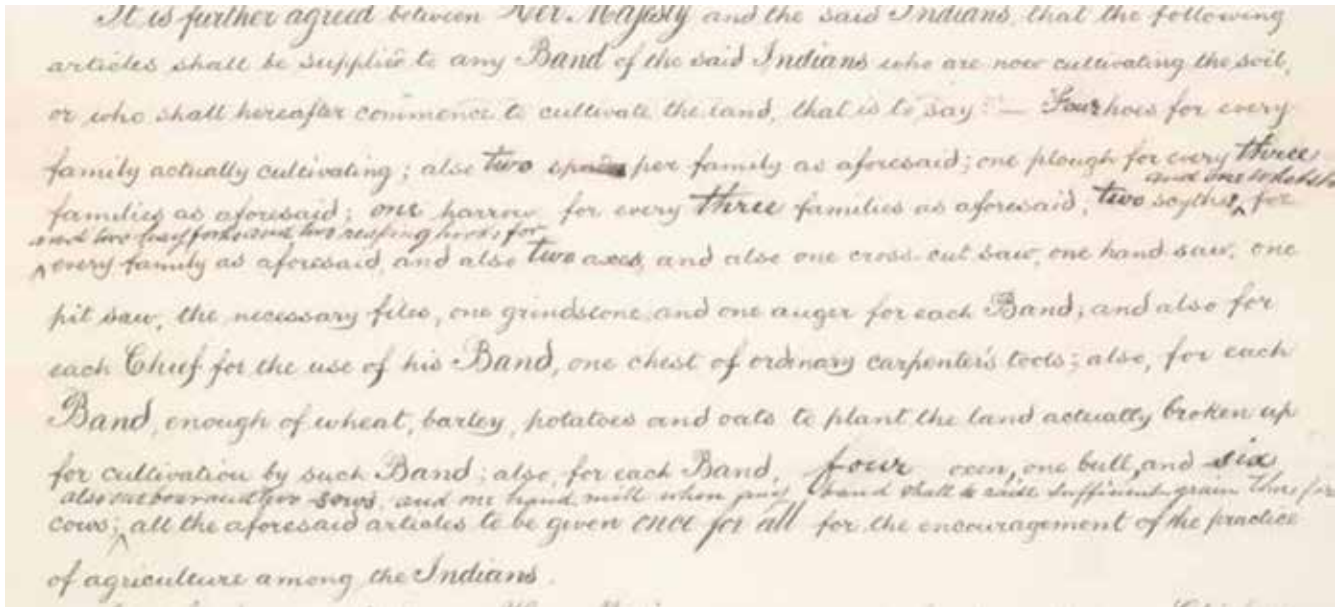 It is further agreed between Her Majesty and the said Indians, that the following
articles shall be supplied to any Band of the said Indians who are now cultivating the soil,
or who shall hereafter commence to cultivate the land, that is to say: — Four hoes for every
family actually cultivating; also two spades per family as aforesaid; one plough for every three
and one whetstone
families as aforesaid; one harrow for every three families as aforesaid, two scythes, for
and two hay forks and two reaping hooks for
every family as aforesaid, and also two axes, and also one cross-cut saw, one hand saw, one
pit saw, the necessary files, one grindstone and one auger for each Band; and also for
each Chief for the use of his Band, one chest of ordinary carpenter's tools; also, for each
Band, enough of wheat, barley, potatoes and oats to plant the land actually broken up
for cultivation by such Band; also, for each Band, four oxen, one bull, and six
also one boar and two sows, and one hand mill when any band shall raise sufficient grain therefor
cows; all the aforesaid articles to be given once for all for the encouragement of the practice
of agriculture among the Indians.